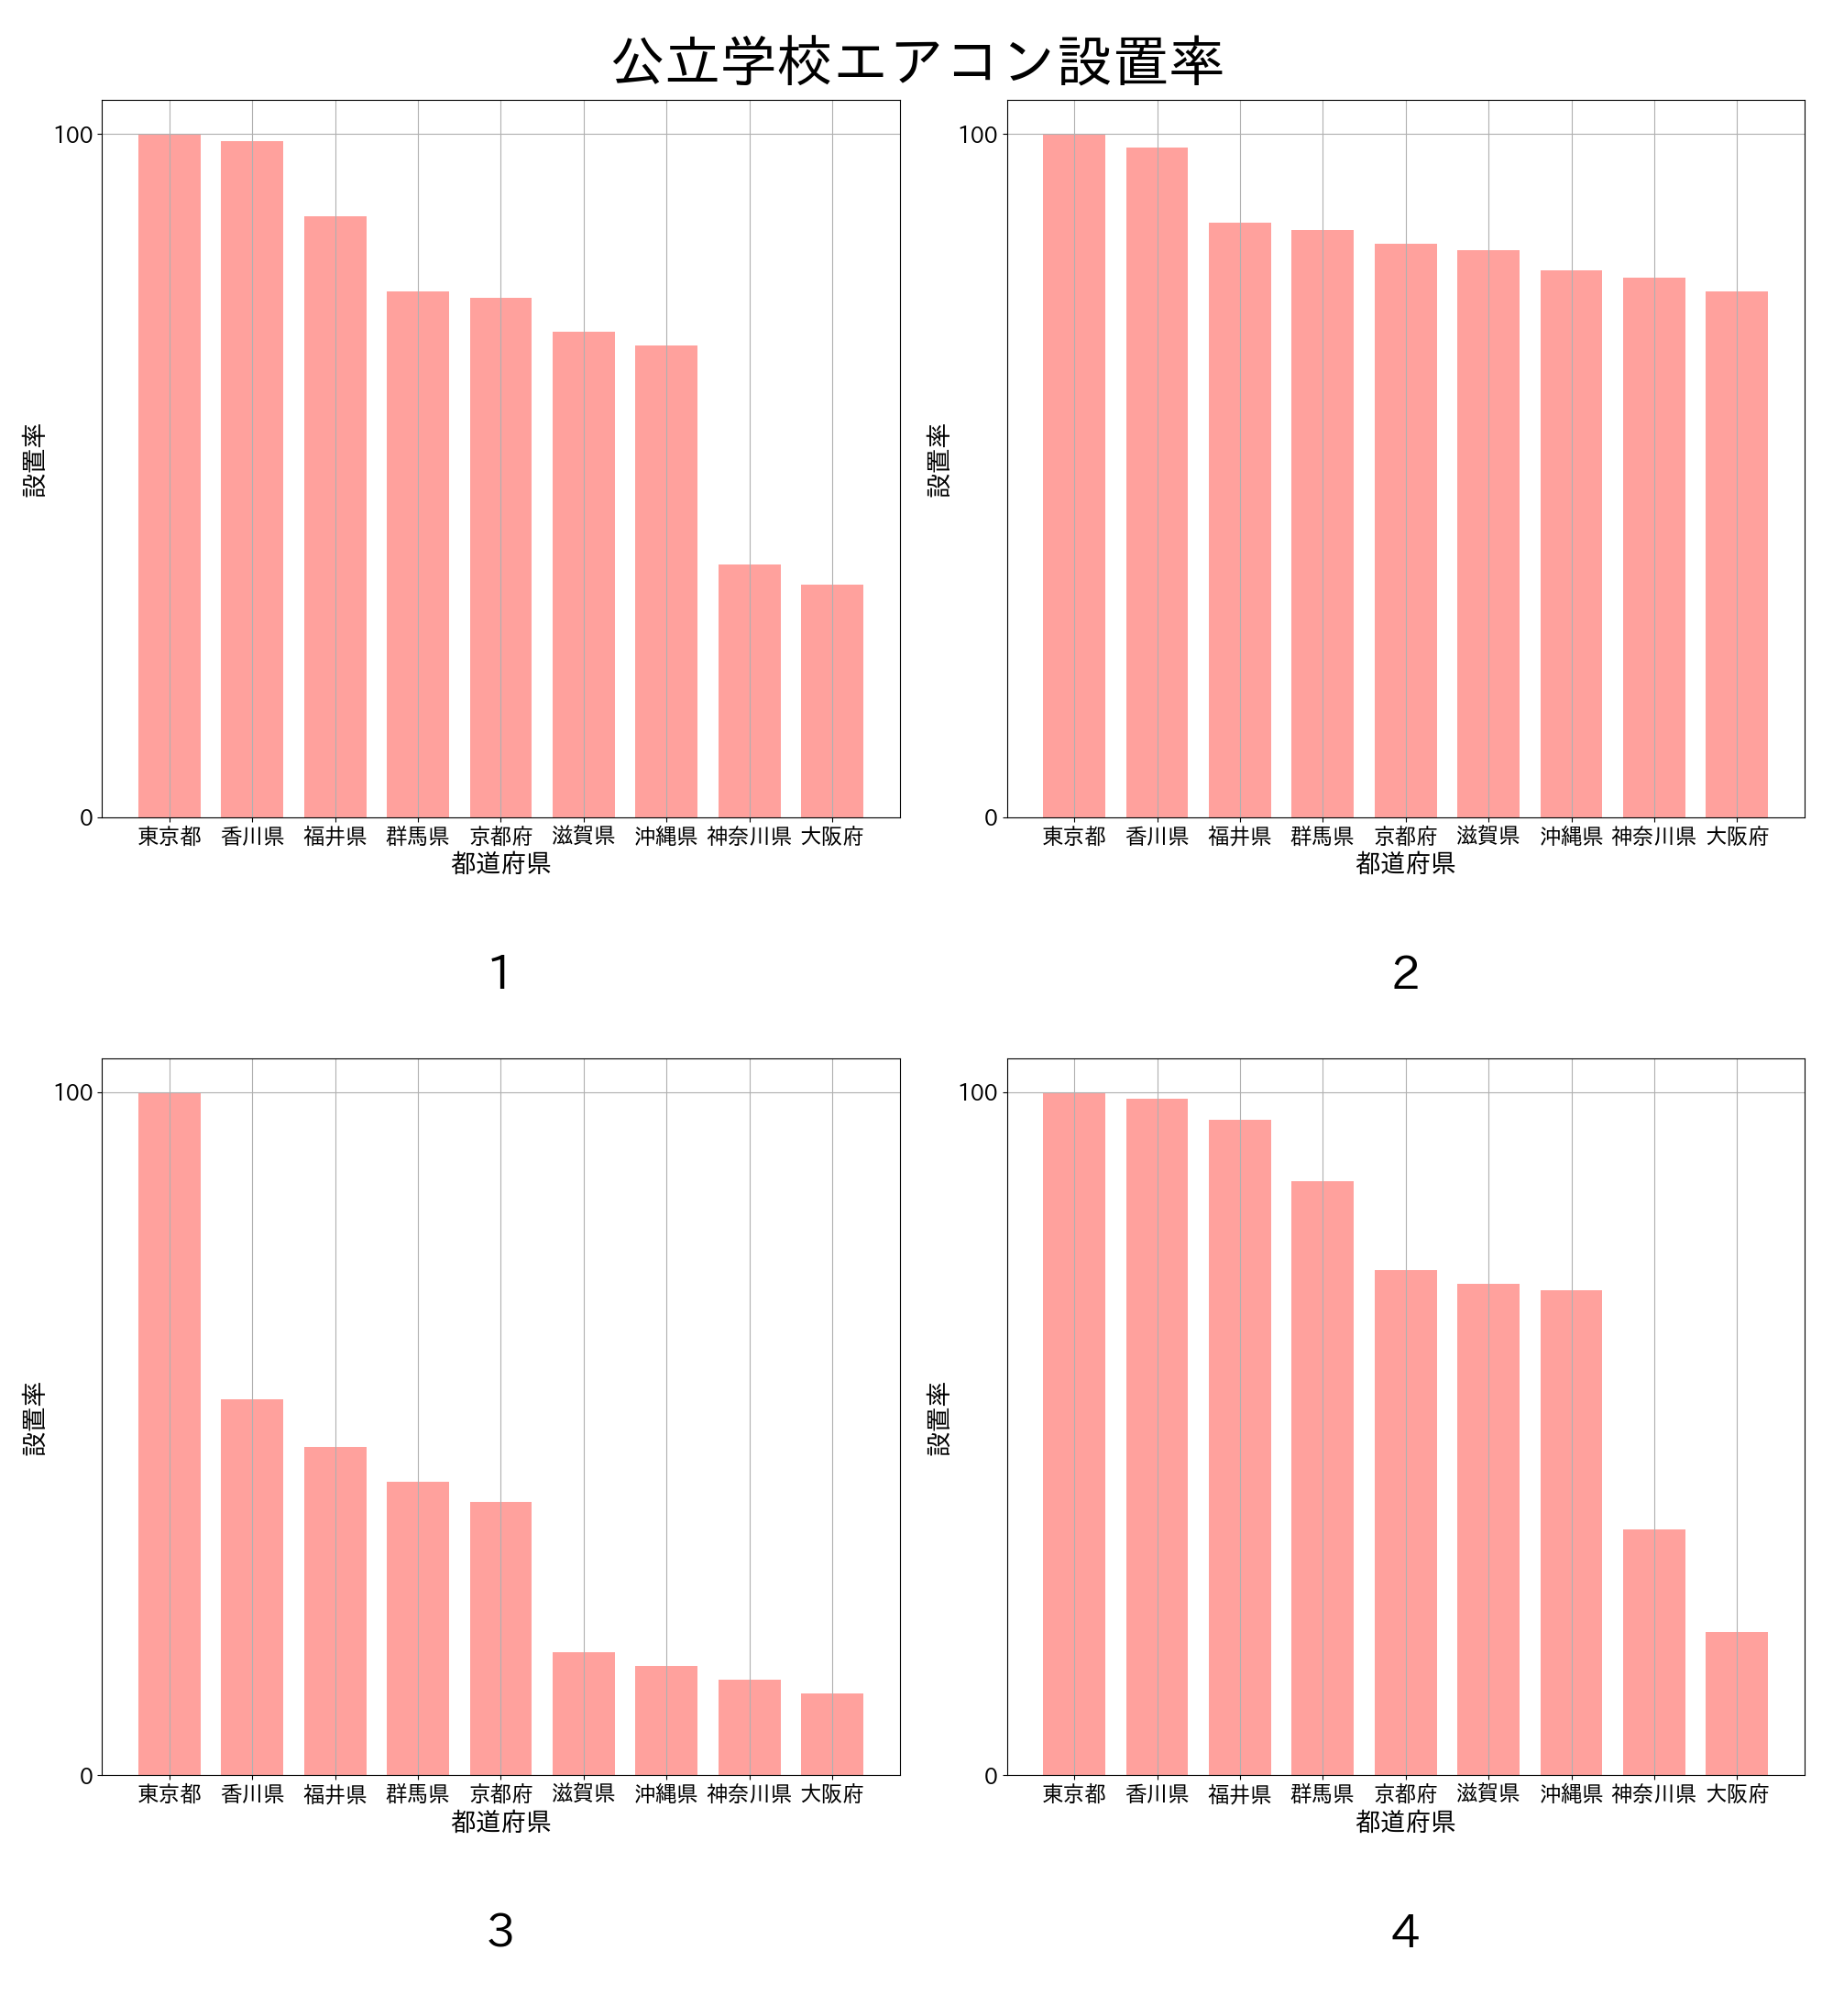 公立学校エアコン設置率
100
0
設置率
東京都 香川県 福井県 群馬県 京都府 滋賀県 沖縄県 神奈川県 大阪府
都道府県
1
100
0
設置率
東京都 香川県 福井県 群馬県 京都府 滋賀県 沖縄県 神奈川県 大阪府
都道府県
2
100
0
設置率
東京都 香川県 福井県 群馬県 京都府 滋賀県 沖縄県 神奈川県 大阪府
都道府県
3
100
0
設置率
東京都 香川県 福井県 群馬県 京都府 滋賀県 沖縄県 神奈川県 大阪府
都道府県
4